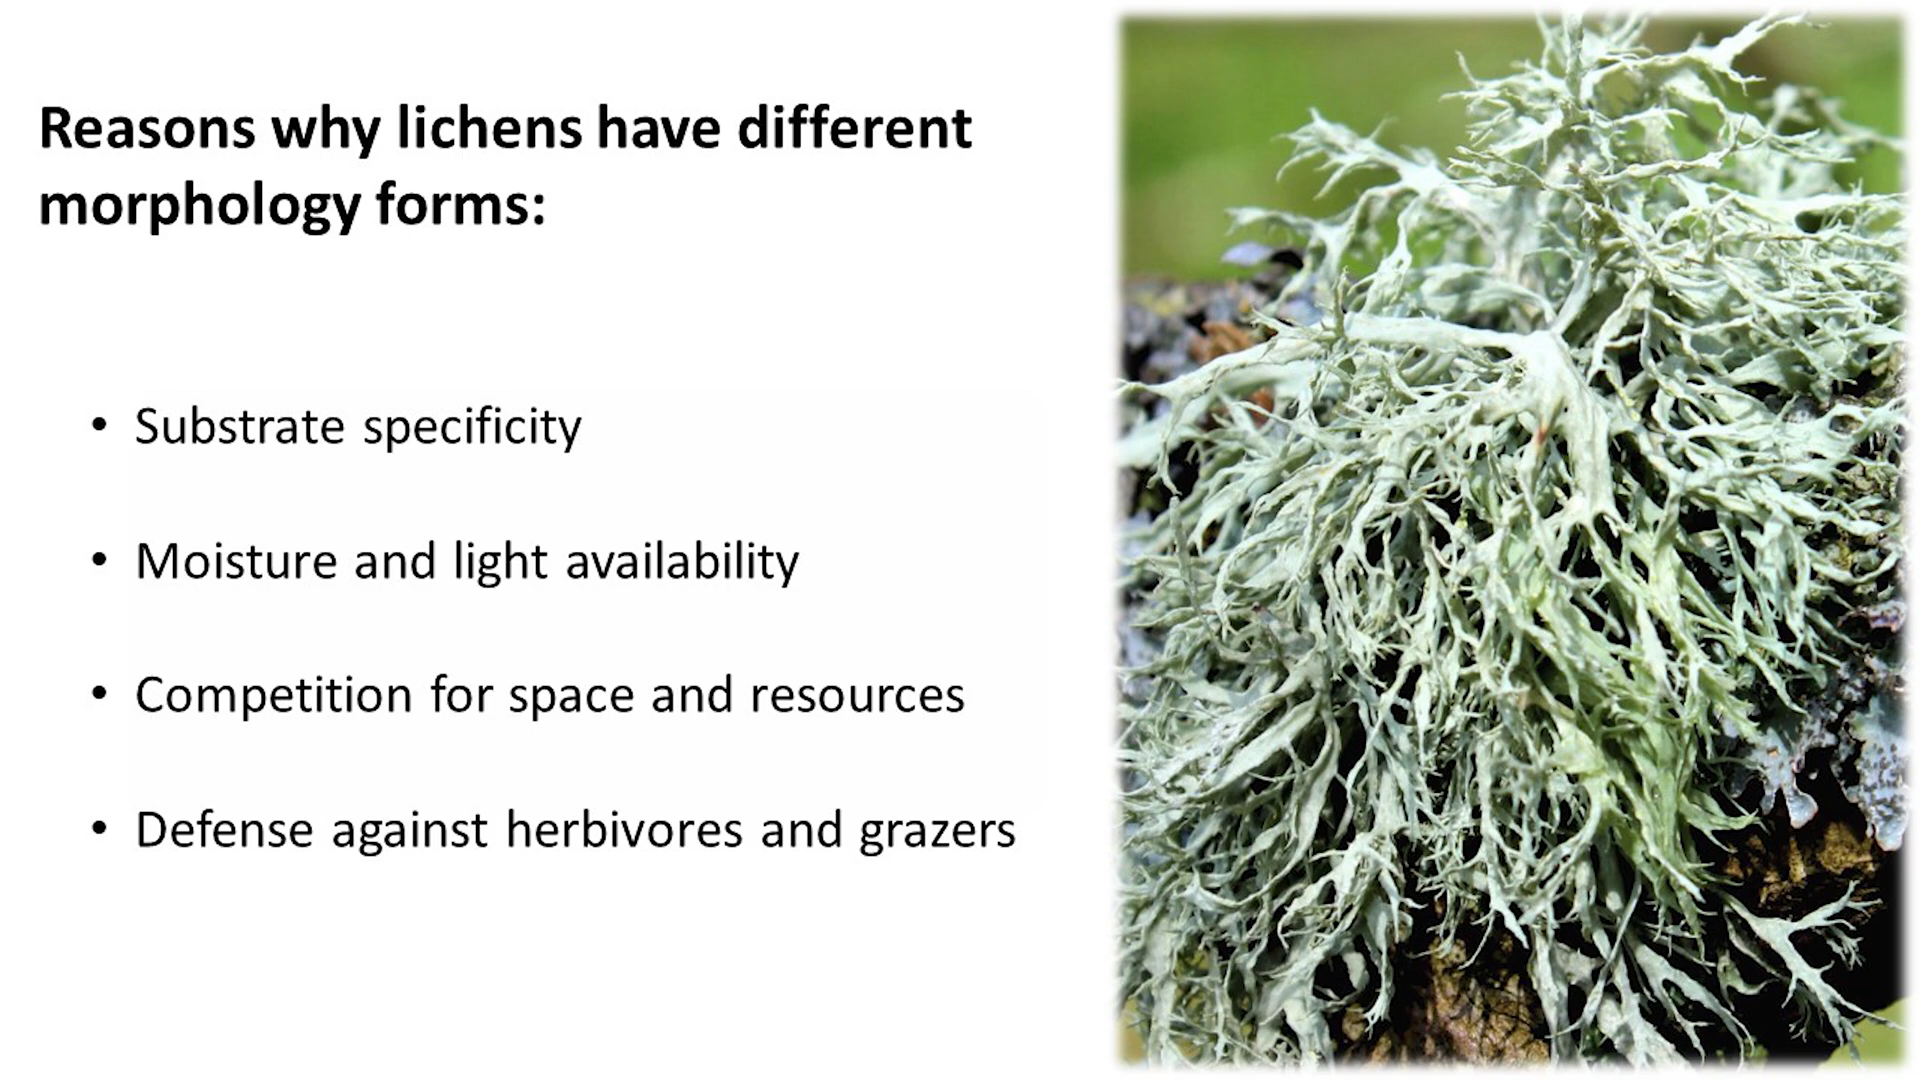 Reasons why lichens have different
morphology forms:
• Substrate specificity
• Moisture and light availability
• Competition for space and resources
• Defense against herbivores and grazers